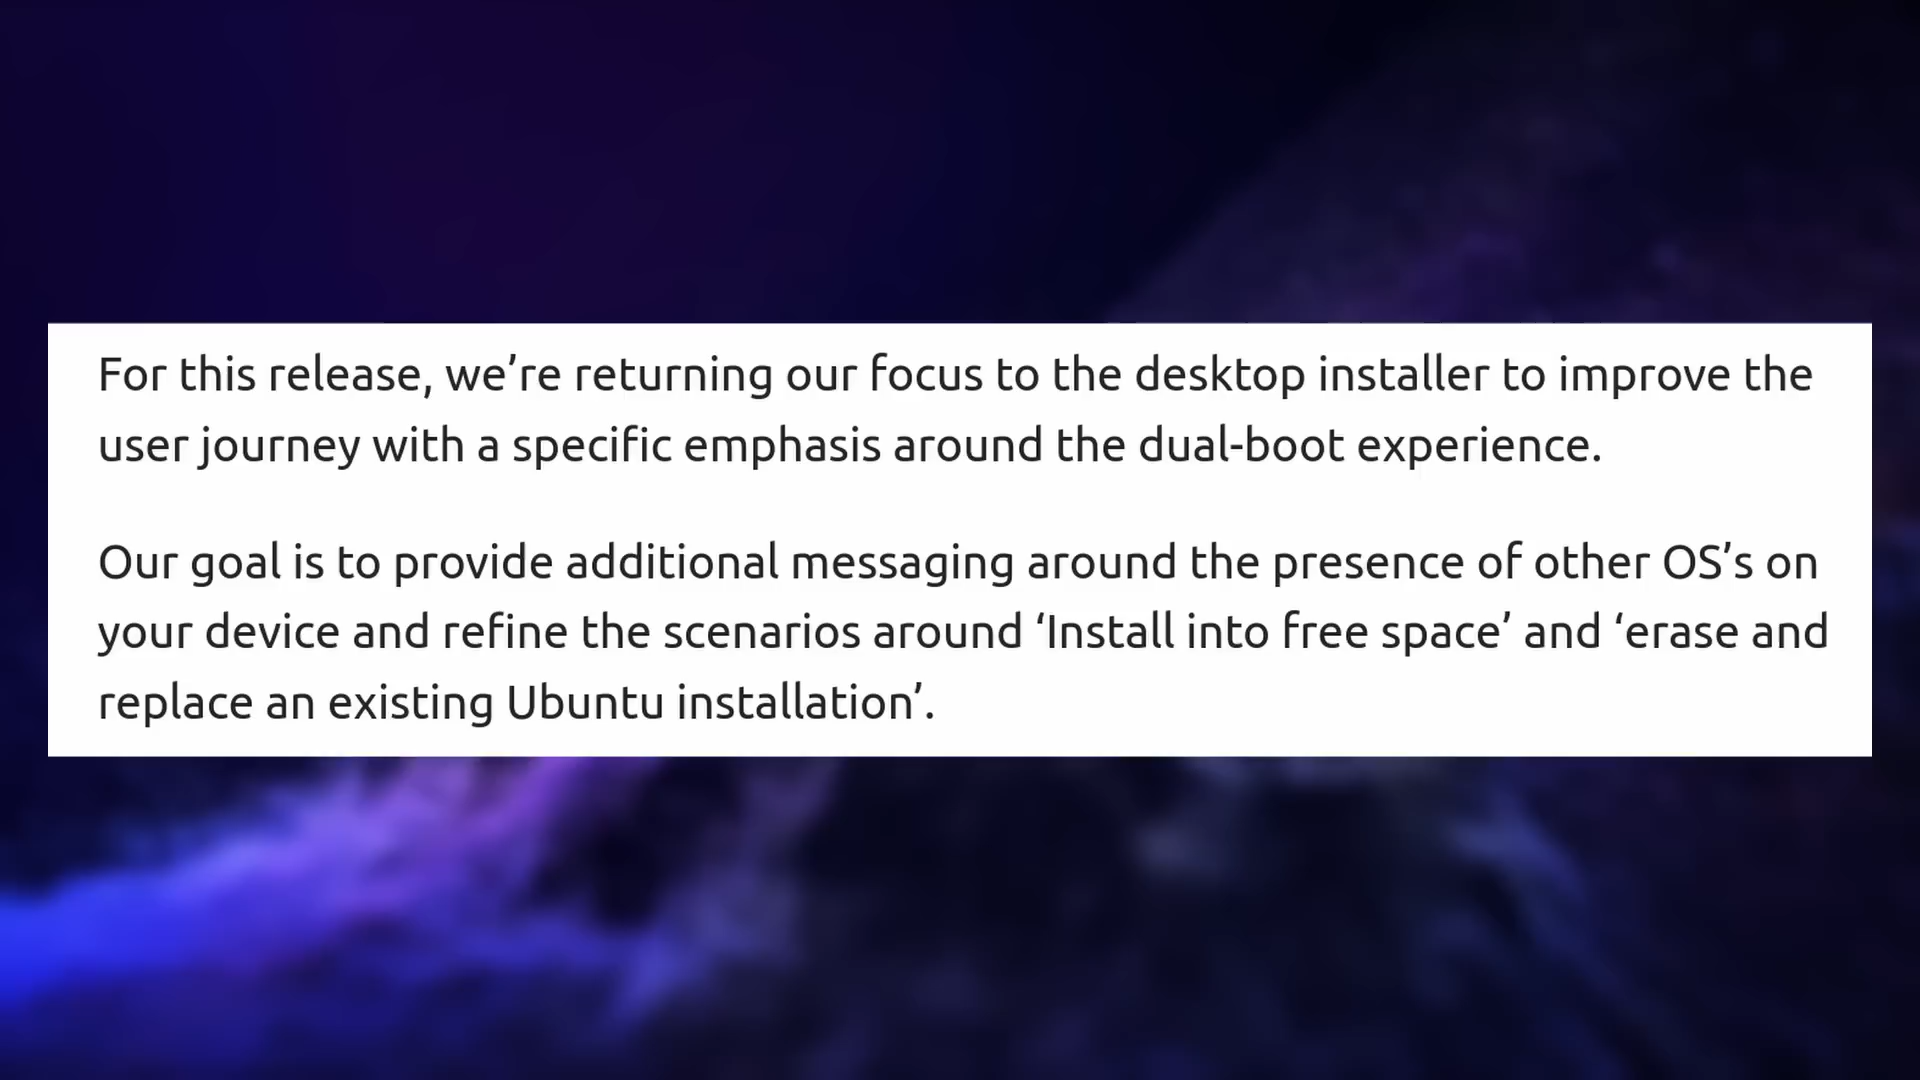 For this release, we’re returning our focus to the desktop installer to improve the
user journey with a specific emphasis around the dual-boot experience.
Our goal is to provide additional messaging around the presence of other OS’s on
your device and refine the scenarios around ‘Install into free space’ and ‘erase and
replace an existing Ubuntu installation’.